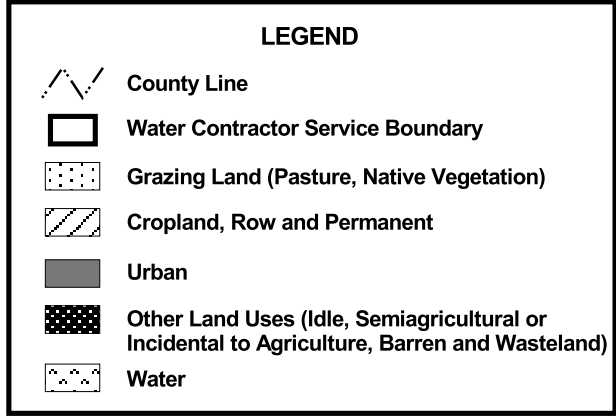 LEGEND
County Line
Water Contractor Service Boundary
Grazing Land (Pasture, Native Vegetation)
Cropland, Row and Permanent
Urban
Other Land Uses (Idle, Semiagricultural or
Incidental to Agriculture, Barren and Wasteland)
Water